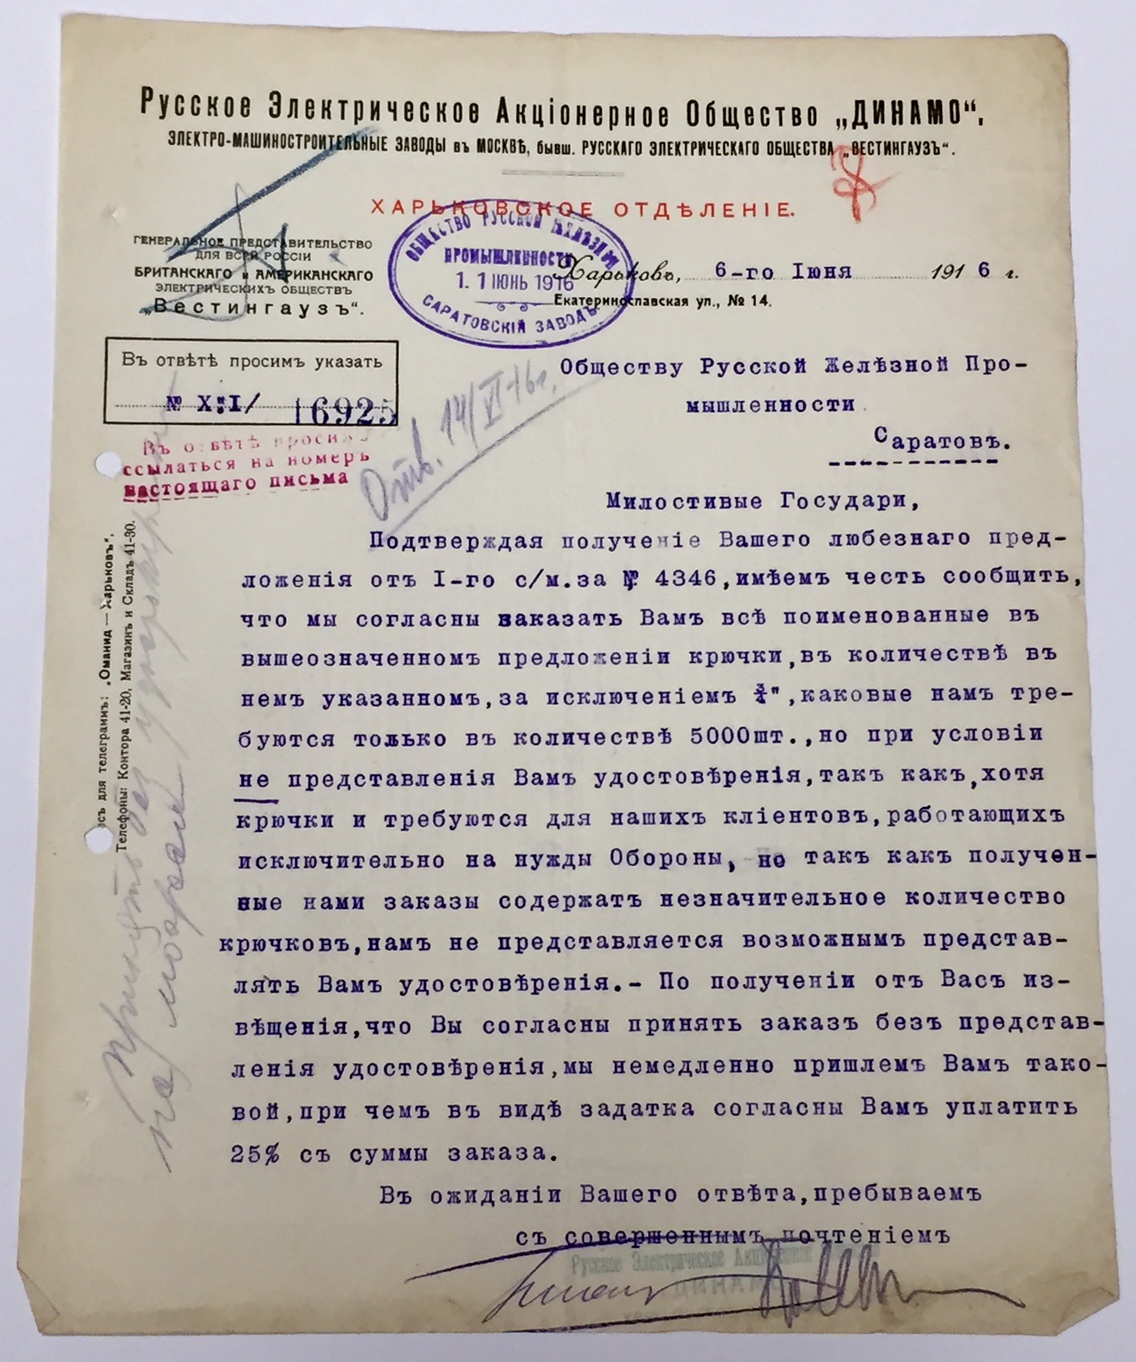 Русское Электрическое Акціонерное Общество „ДИНАМО“,
ЭЛЕКТРО-МАШИНОСТРОИТЕЛЬНЫЕ ЗАВОДЫ въ МОСКВѢ, бывш. РУССКАГО ЭЛЕКТРИЧЕСКАГО ОБЩЕСТВА „ВЕСТИНГАУЗЪ“.
ХАРЬКОВСКОЕ ОТДѢЛЕНІЕ.
ГЕНЕРАЛЬНОЕ ПРЕДСТАВИТЕЛЬСТВО
ДЛЯ ВСЕЙ РОССІИ
БРИТАНСКАГО и АМЕРИКАНСКАГО
ЭЛЕКТРИЧЕСКИХЪ ОБЩЕСТВЪ
„Вестингаузъ“.
ОБЩЕСТВО РУССКОЙ ЖЕЛѢЗНОЙ
ПРОМЫШЛЕННОСТИ
11 ІЮНЬ 1916
САРАТОВСКІЙ ЗАВОДЪ.
Харьковъ, 6-го Іюня 1916 г.
Екатеринославская ул., № 14.
Въ отвѣтѣ просимъ указать
№ X:I/ 16925
Въ отвѣтѣ просимъ
ссылаться на номеръ
настоящаго письма
Отв. 14/VI-16г.
Обществу Русской Желѣзной Про-
мышленности
Саратовъ.
Милостивые Государи,
Подтверждая полученіе Вашего любезнаго пред-
ложенія отъ I-го с/м.за № 4346,имѣемъ честь сообщить,
что мы согласны заказать Вамъ всѣ поименованные въ
вышеозначенномъ предложеніи крючки,въ количествѣ въ
немъ указанномъ,за исключеніемъ ¾",каковые намъ тре-
буются только въ количествѣ 5000шт.,но при условіи
не представленія Вамъ удостовѣренія,такъ какъ,хотя
крючки и требуются для нашихъ кліентовъ,работающихъ
исключительно на нужды Обороны, но такъ какъ получен-
ные нами заказы содержатъ незначительное количество
крючковъ,намъ не представляется возможнымъ представ-
лять Вамъ удостовѣренія.- По полученіи отъ Васъ из-
вѣщенія,что Вы согласны принять заказъ безъ представ-
ленія удостовѣренія,мы немедленно пришлемъ Вамъ тако-
вой,при чемъ въ видѣ задатка согласны Вамъ уплатить
25% съ суммы заказа.
Въ ожиданіи Вашего отвѣта,пребываемъ
съ совершеннымъ почтеніемъ
Русское Электрическое Акціонерное
ДИНАМО
съ для телеграммъ: „Оманид—Харьковъ“.
Телефоны: Контора 41-20, Магазинъ и Складъ 41-30.